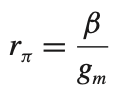 r_π = β / g_m